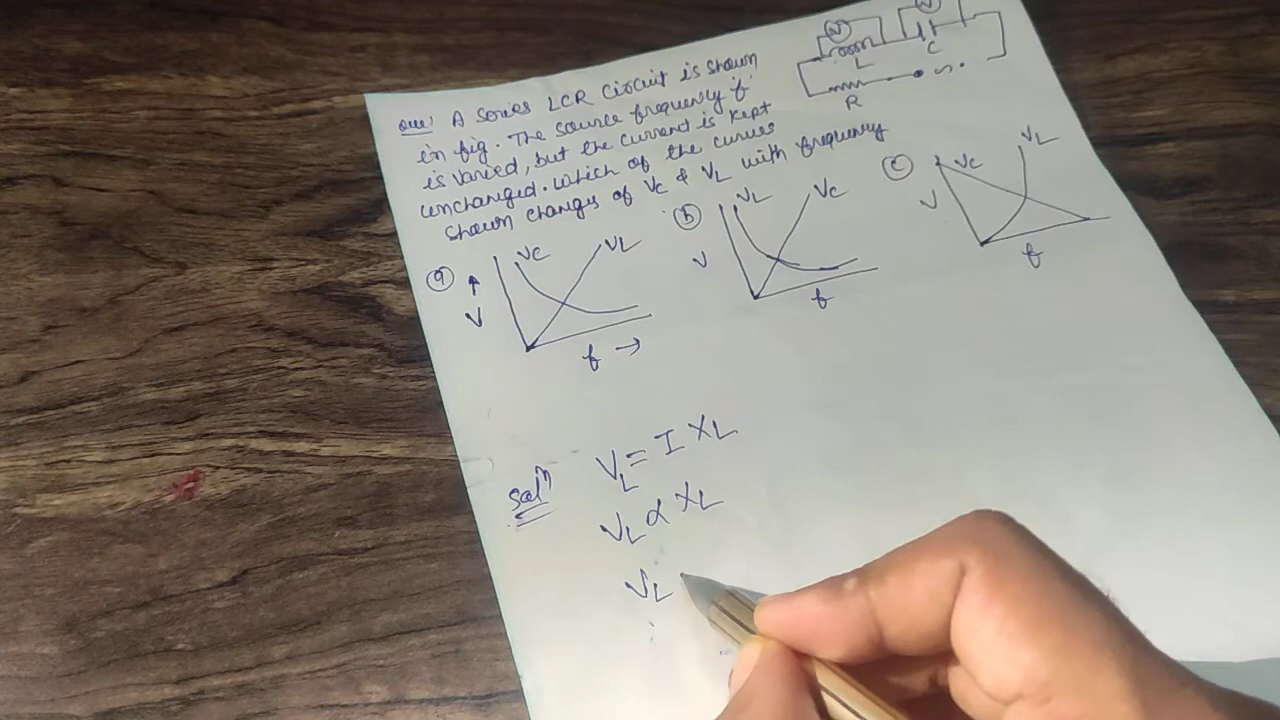 Que: A Series LCR Circuit is shown
in fig. The source frequency f
is varied, but the current is kept
unchanged. which of the curves
shown changes of Vc & VL with frequency
V
L
C
R
a
V
Vc
VL
f →
b
V
VL
Vc
f
c
V
Vc
VL
f
Solⁿ
VL = I XL
VL α XL
VL